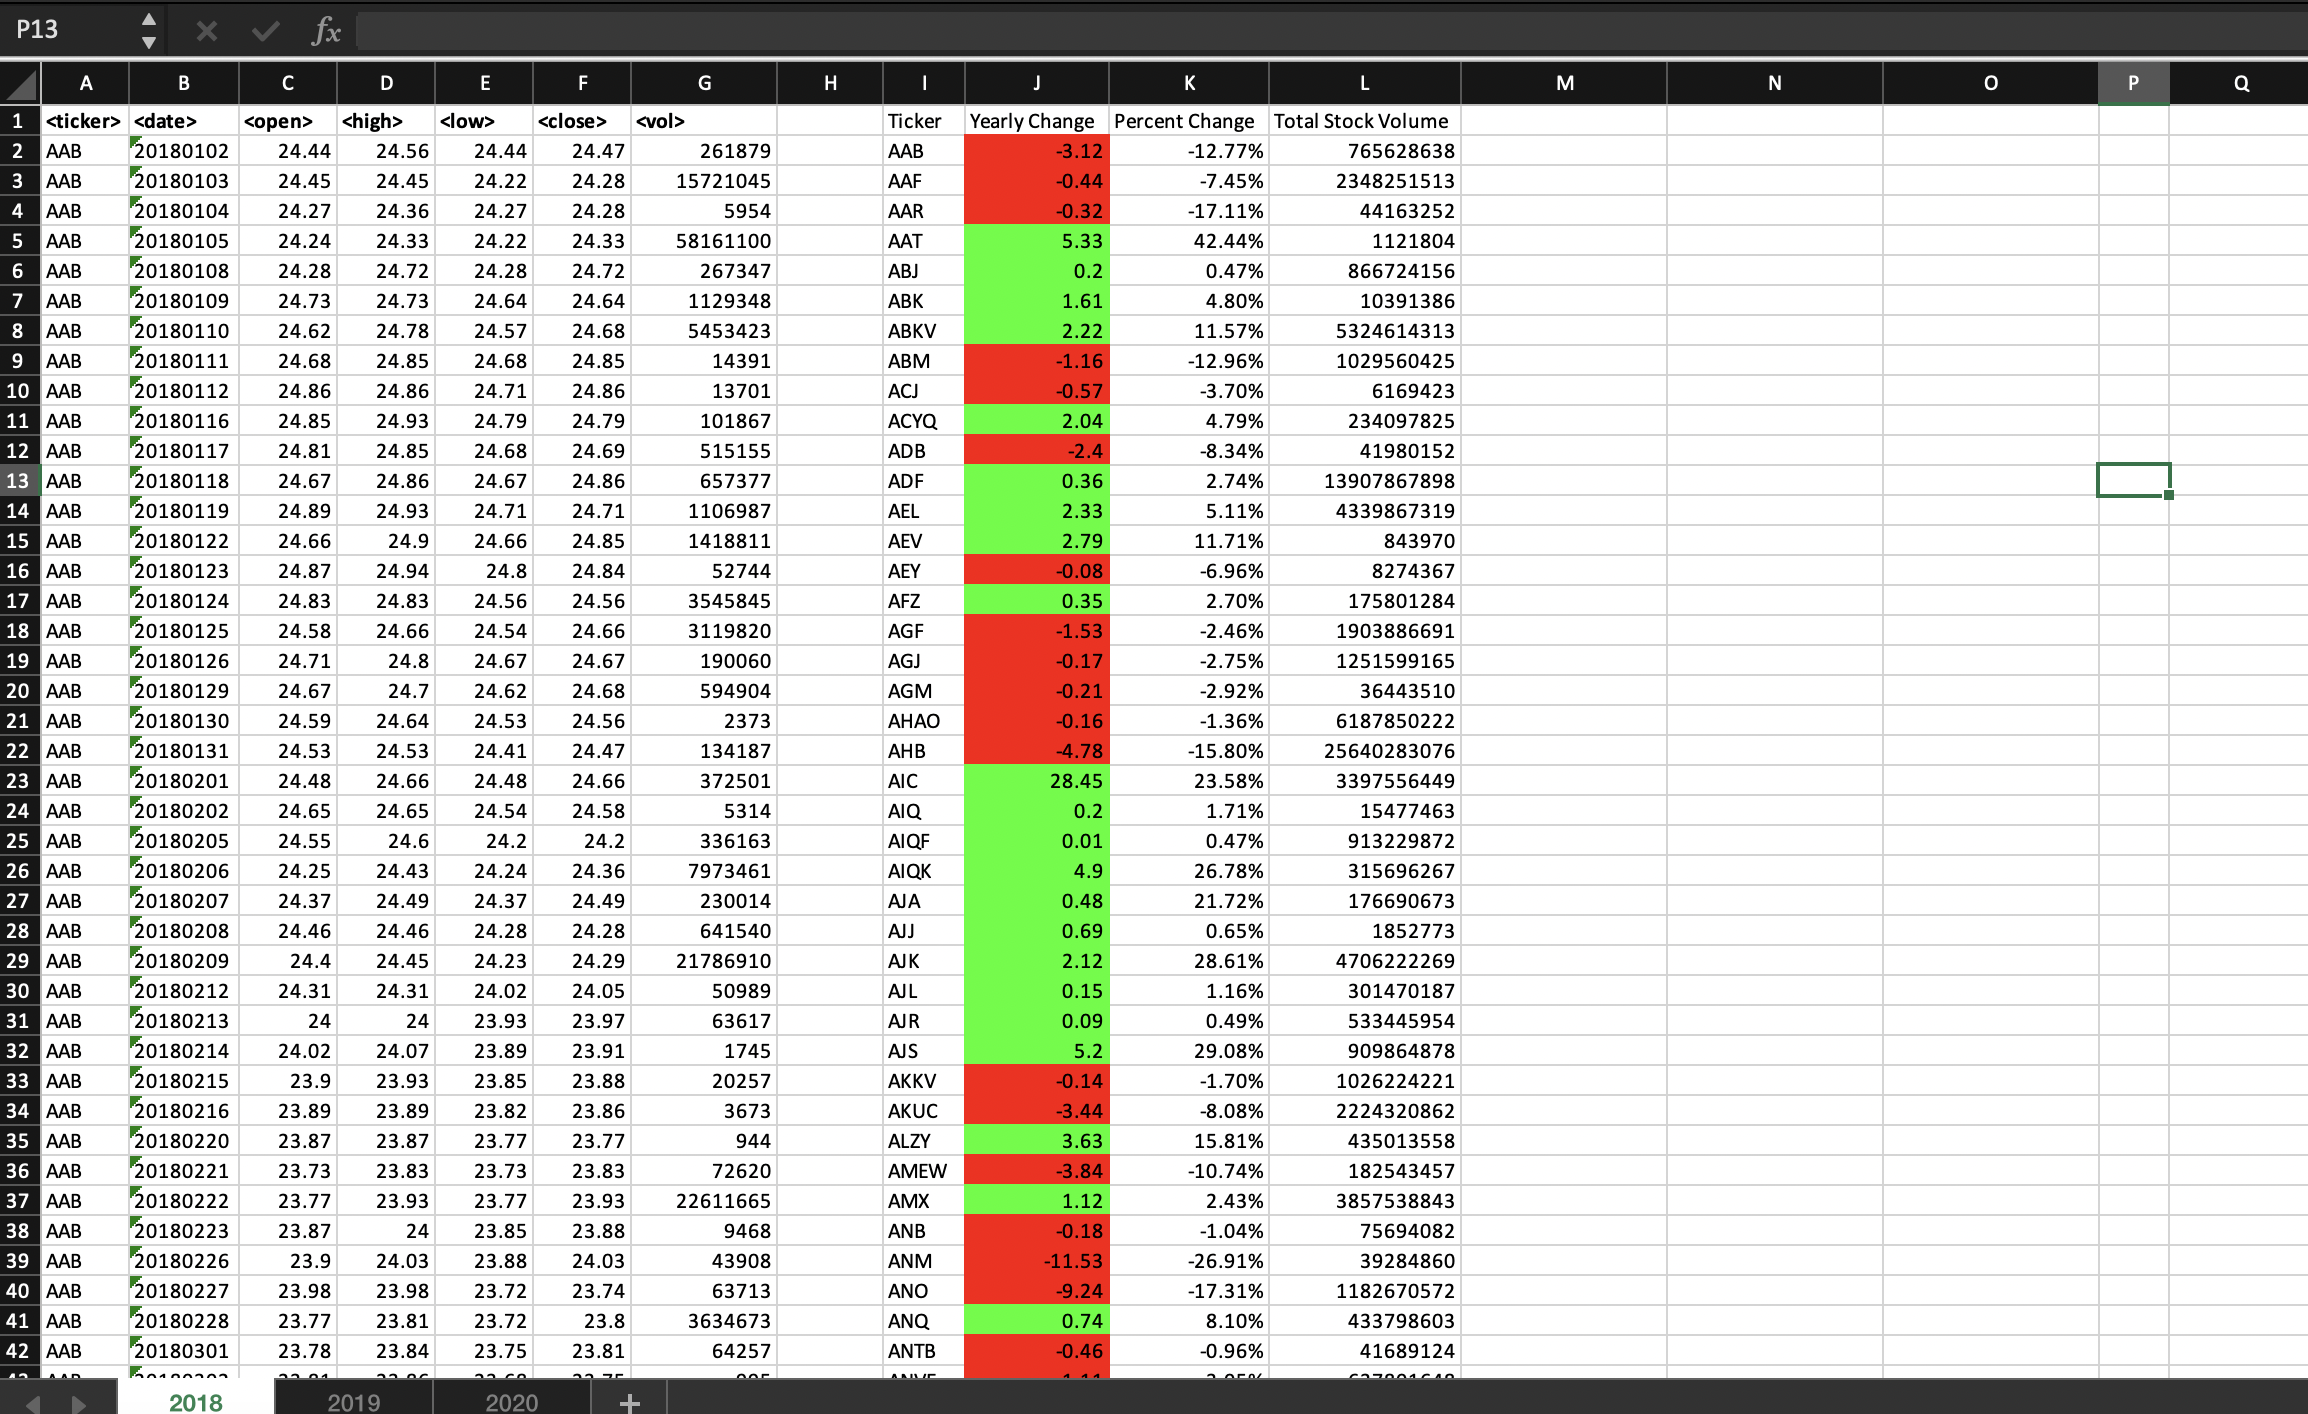 P13 fx
A B C D E F G H I J K L M N O P Q
1 <ticker> <date> <open> <high> <low> <close> <vol> Ticker Yearly Change Percent Change Total Stock Volume
2 AAB 20180102 24.44 24.56 24.44 24.47 261879 AAB -3.12 -12.77% 765628638
3 AAB 20180103 24.45 24.45 24.22 24.28 15721045 AAF -0.44 -7.45% 2348251513
4 AAB 20180104 24.27 24.36 24.27 24.28 5954 AAR -0.32 -17.11% 44163252
5 AAB 20180105 24.24 24.33 24.22 24.33 58161100 AAT 5.33 42.44% 1121804
6 AAB 20180108 24.28 24.72 24.28 24.72 267347 ABJ 0.2 0.47% 866724156
7 AAB 20180109 24.73 24.73 24.64 24.64 1129348 ABK 1.61 4.80% 10391386
8 AAB 20180110 24.62 24.78 24.57 24.68 5453423 ABKV 2.22 11.57% 5324614313
9 AAB 20180111 24.68 24.85 24.68 24.85 14391 ABM -1.16 -12.96% 1029560425
10 AAB 20180112 24.86 24.86 24.71 24.86 13701 ACJ -0.57 -3.70% 6169423
11 AAB 20180116 24.85 24.93 24.79 24.79 101867 ACYQ 2.04 4.79% 234097825
12 AAB 20180117 24.81 24.85 24.68 24.69 515155 ADB -2.4 -8.34% 41980152
13 AAB 20180118 24.67 24.86 24.67 24.86 657377 ADF 0.36 2.74% 13907867898
14 AAB 20180119 24.89 24.93 24.71 24.71 1106987 AEL 2.33 5.11% 4339867319
15 AAB 20180122 24.66 24.9 24.66 24.85 1418811 AEV 2.79 11.71% 843970
16 AAB 20180123 24.87 24.94 24.8 24.84 52744 AEY -0.08 -6.96% 8274367
17 AAB 20180124 24.83 24.83 24.56 24.56 3545845 AFZ 0.35 2.70% 175801284
18 AAB 20180125 24.58 24.66 24.54 24.66 3119820 AGF -1.53 -2.46% 1903886691
19 AAB 20180126 24.71 24.8 24.67 24.67 190060 AGJ -0.17 -2.75% 1251599165
20 AAB 20180129 24.67 24.7 24.62 24.68 594904 AGM -0.21 -2.92% 36443510
21 AAB 20180130 24.59 24.64 24.53 24.56 2373 AHAO -0.16 -1.36% 6187850222
22 AAB 20180131 24.53 24.53 24.41 24.47 134187 AHB -4.78 -15.80% 25640283076
23 AAB 20180201 24.48 24.66 24.48 24.66 372501 AIC 28.45 23.58% 3397556449
24 AAB 20180202 24.65 24.65 24.54 24.58 5314 AIQ 0.2 1.71% 15477463
25 AAB 20180205 24.55 24.6 24.2 24.2 336163 AIQF 0.01 0.47% 913229872
26 AAB 20180206 24.25 24.43 24.24 24.36 7973461 AIQK 4.9 26.78% 315696267
27 AAB 20180207 24.37 24.49 24.37 24.49 230014 AJA 0.48 21.72% 176690673
28 AAB 20180208 24.46 24.46 24.28 24.28 641540 AJJ 0.69 0.65% 1852773
29 AAB 20180209 24.4 24.45 24.23 24.29 21786910 AJK 2.12 28.61% 4706222269
30 AAB 20180212 24.31 24.31 24.02 24.05 50989 AJL 0.15 1.16% 301470187
31 AAB 20180213 24 24 23.93 23.97 63617 AJR 0.09 0.49% 533445954
32 AAB 20180214 24.02 24.07 23.89 23.91 1745 AJS 5.2 29.08% 909864878
33 AAB 20180215 23.9 23.93 23.85 23.88 20257 AKKV -0.14 -1.70% 1026224221
34 AAB 20180216 23.89 23.89 23.82 23.86 3673 AKUC -3.44 -8.08% 2224320862
35 AAB 20180220 23.87 23.87 23.77 23.77 944 ALZY 3.63 15.81% 435013558
36 AAB 20180221 23.73 23.83 23.73 23.83 72620 AMEW -3.84 -10.74% 182543457
37 AAB 20180222 23.77 23.93 23.77 23.93 22611665 AMX 1.12 2.43% 3857538843
38 AAB 20180223 23.87 24 23.85 23.88 9468 ANB -0.18 -1.04% 75694082
39 AAB 20180226 23.9 24.03 23.88 24.03 43908 ANM -11.53 -26.91% 39284860
40 AAB 20180227 23.98 23.98 23.72 23.74 63713 ANO -9.24 -17.31% 1182670572
41 AAB 20180228 23.77 23.81 23.72 23.8 3634673 ANQ 0.74 8.10% 433798603
42 AAB 20180301 23.78 23.84 23.75 23.81 64257 ANTB -0.46 -0.96% 41689124
2018 2019 2020 +